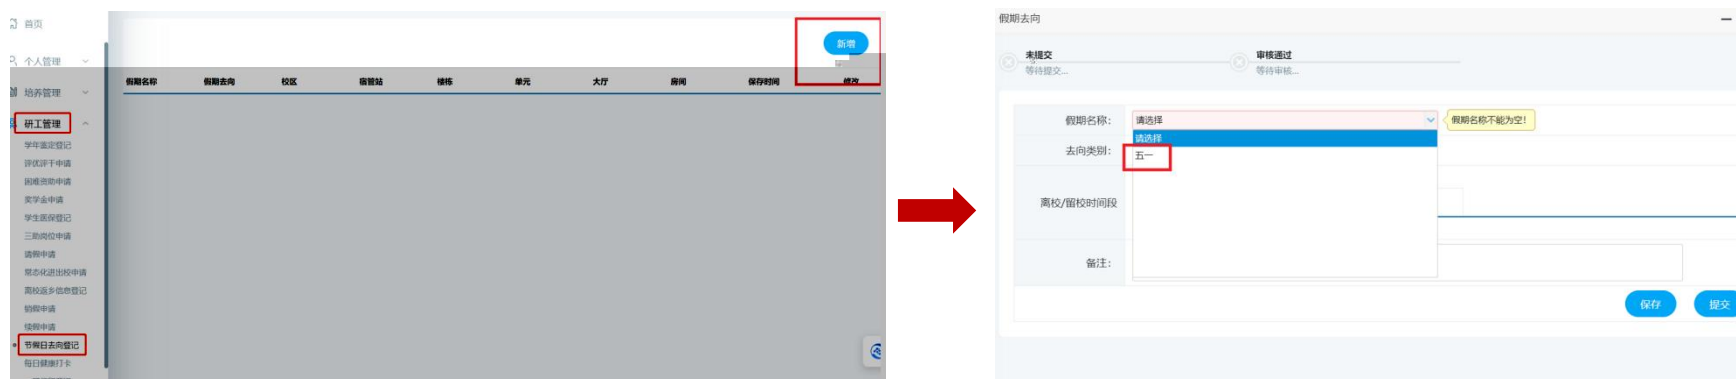 首页
个人管理
培养管理
研工管理
学年鉴定登记
评优评干申请
困难资助申请
奖学金申请
学生医保登记
三助岗位申请
请假申请
常态化进出校申请
离校返乡信息登记
销假申请
续假申请
节假日去向登记
每日健康打卡
新增
假期名称 假期去向 校区 宿管站 楼栋 单元 大厅 房间 保存时间 修改
假期去向
未提交
等待提交...
审核通过
等待审核...
假期名称: 请选择 假期名称不能为空!
请选择
去向类别:
五一
离校/留校时间段
备注:
保存 提交